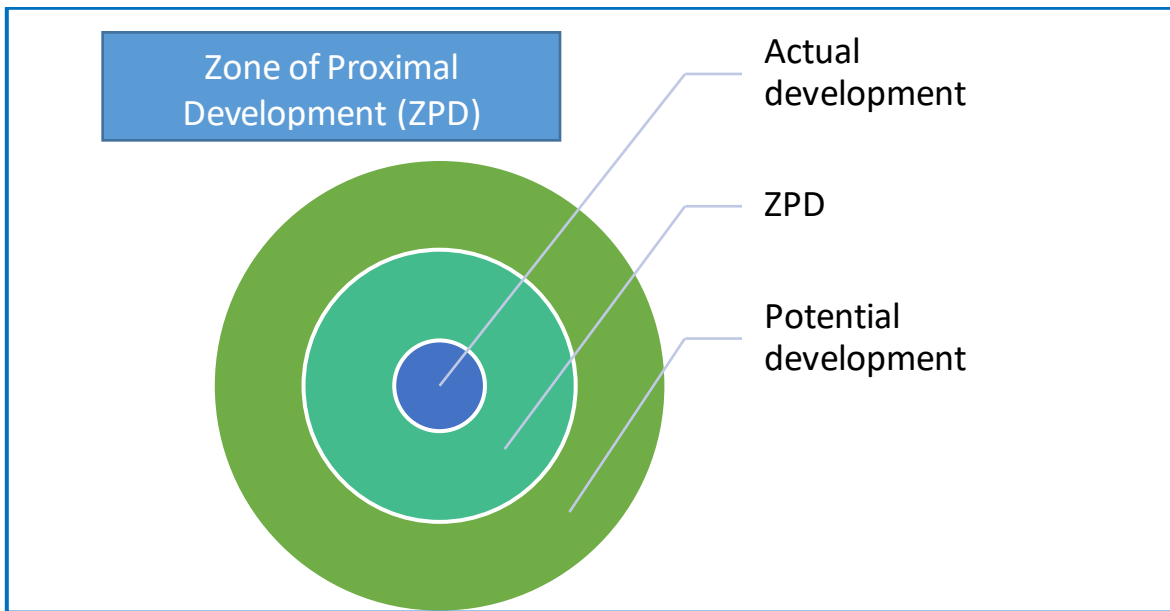 Zone of Proximal
Development (ZPD)
Actual
development
ZPD
Potential
development